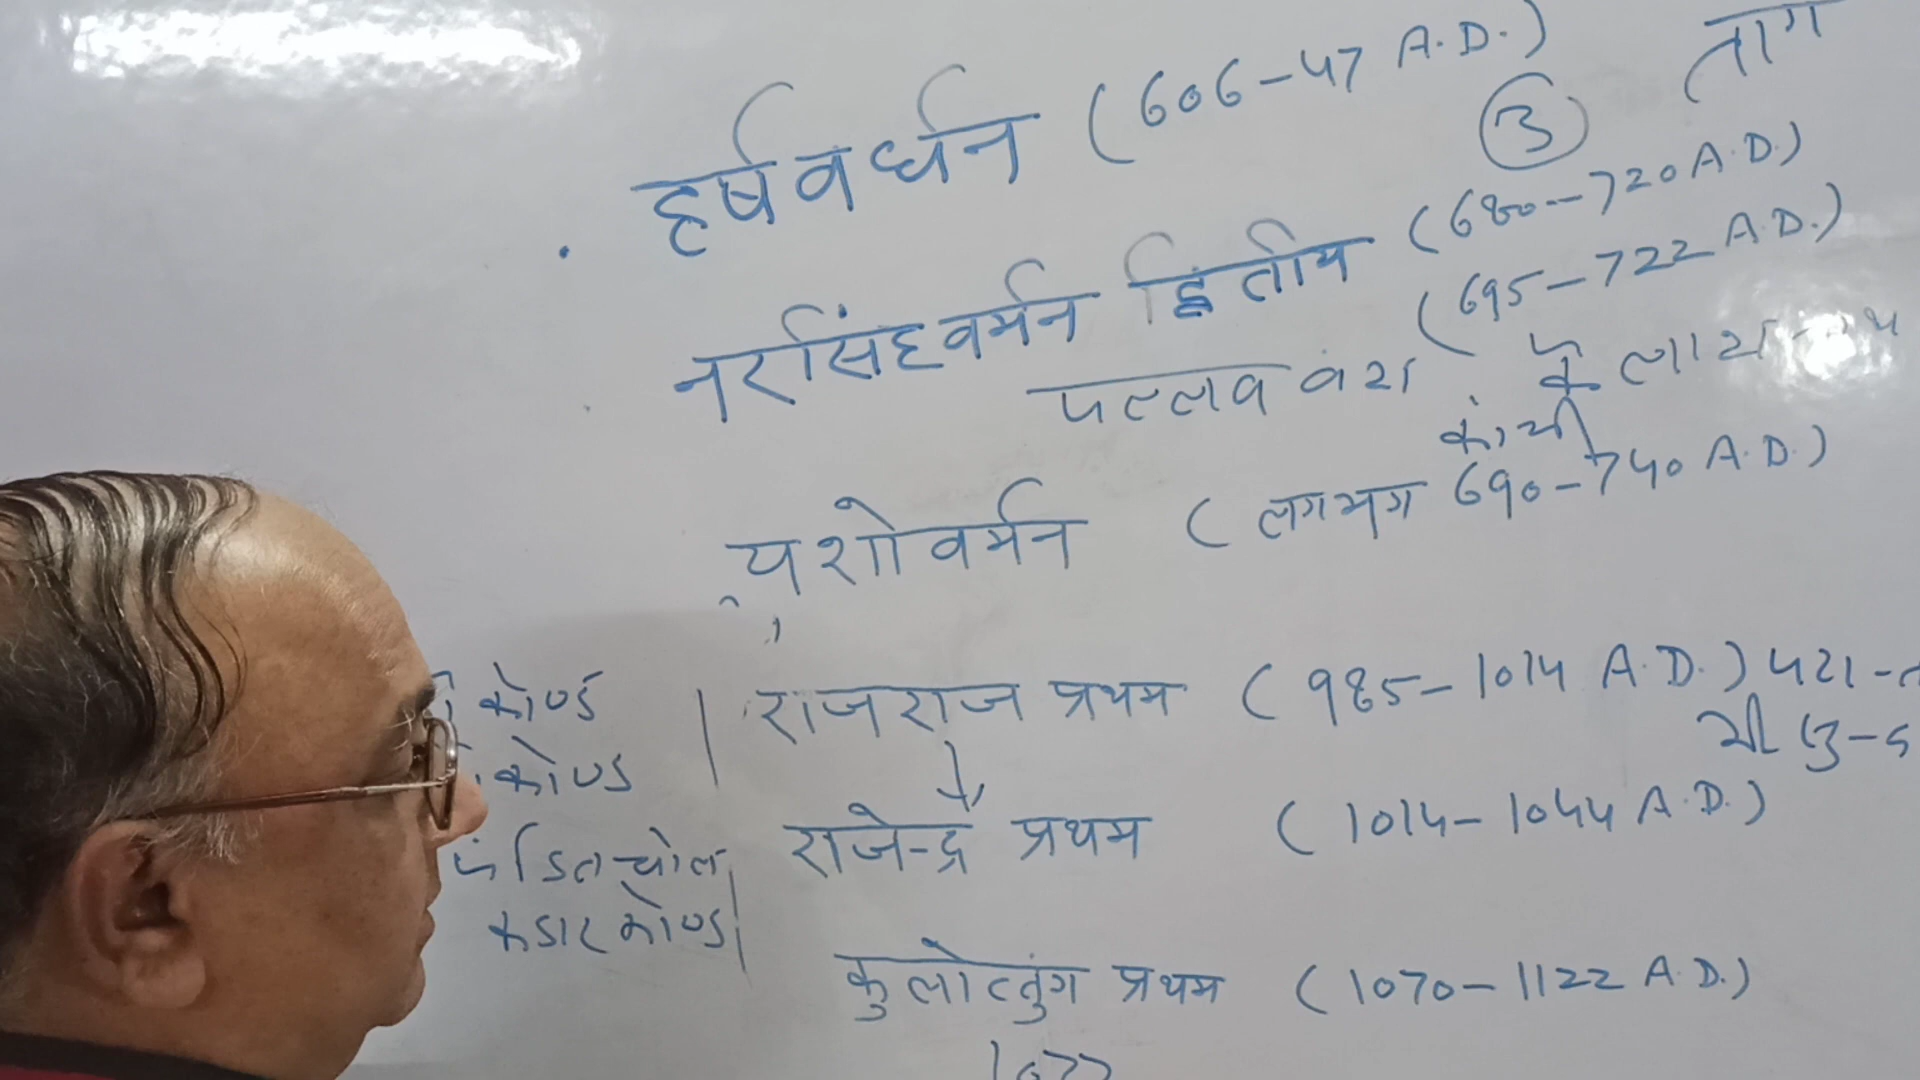 ताग
हर्षवर्धन (606-47 A.D.)
③
नरसिंहवर्मन द्वितीय (680-720 A.D.)
(695-722 A.D.)
पल्लव वंश
कांची
यशोवर्मन (लगभग 690-740 A.D.)
कोण्ड | राजराज प्रथम (985-1014 A.D.)
कोण्ड
राजेन्द्र प्रथम (1014-1044 A.D.)
पंडित चोल
कडार कोण्ड
कुलोत्तुंग प्रथम (1070-1122 A.D.)